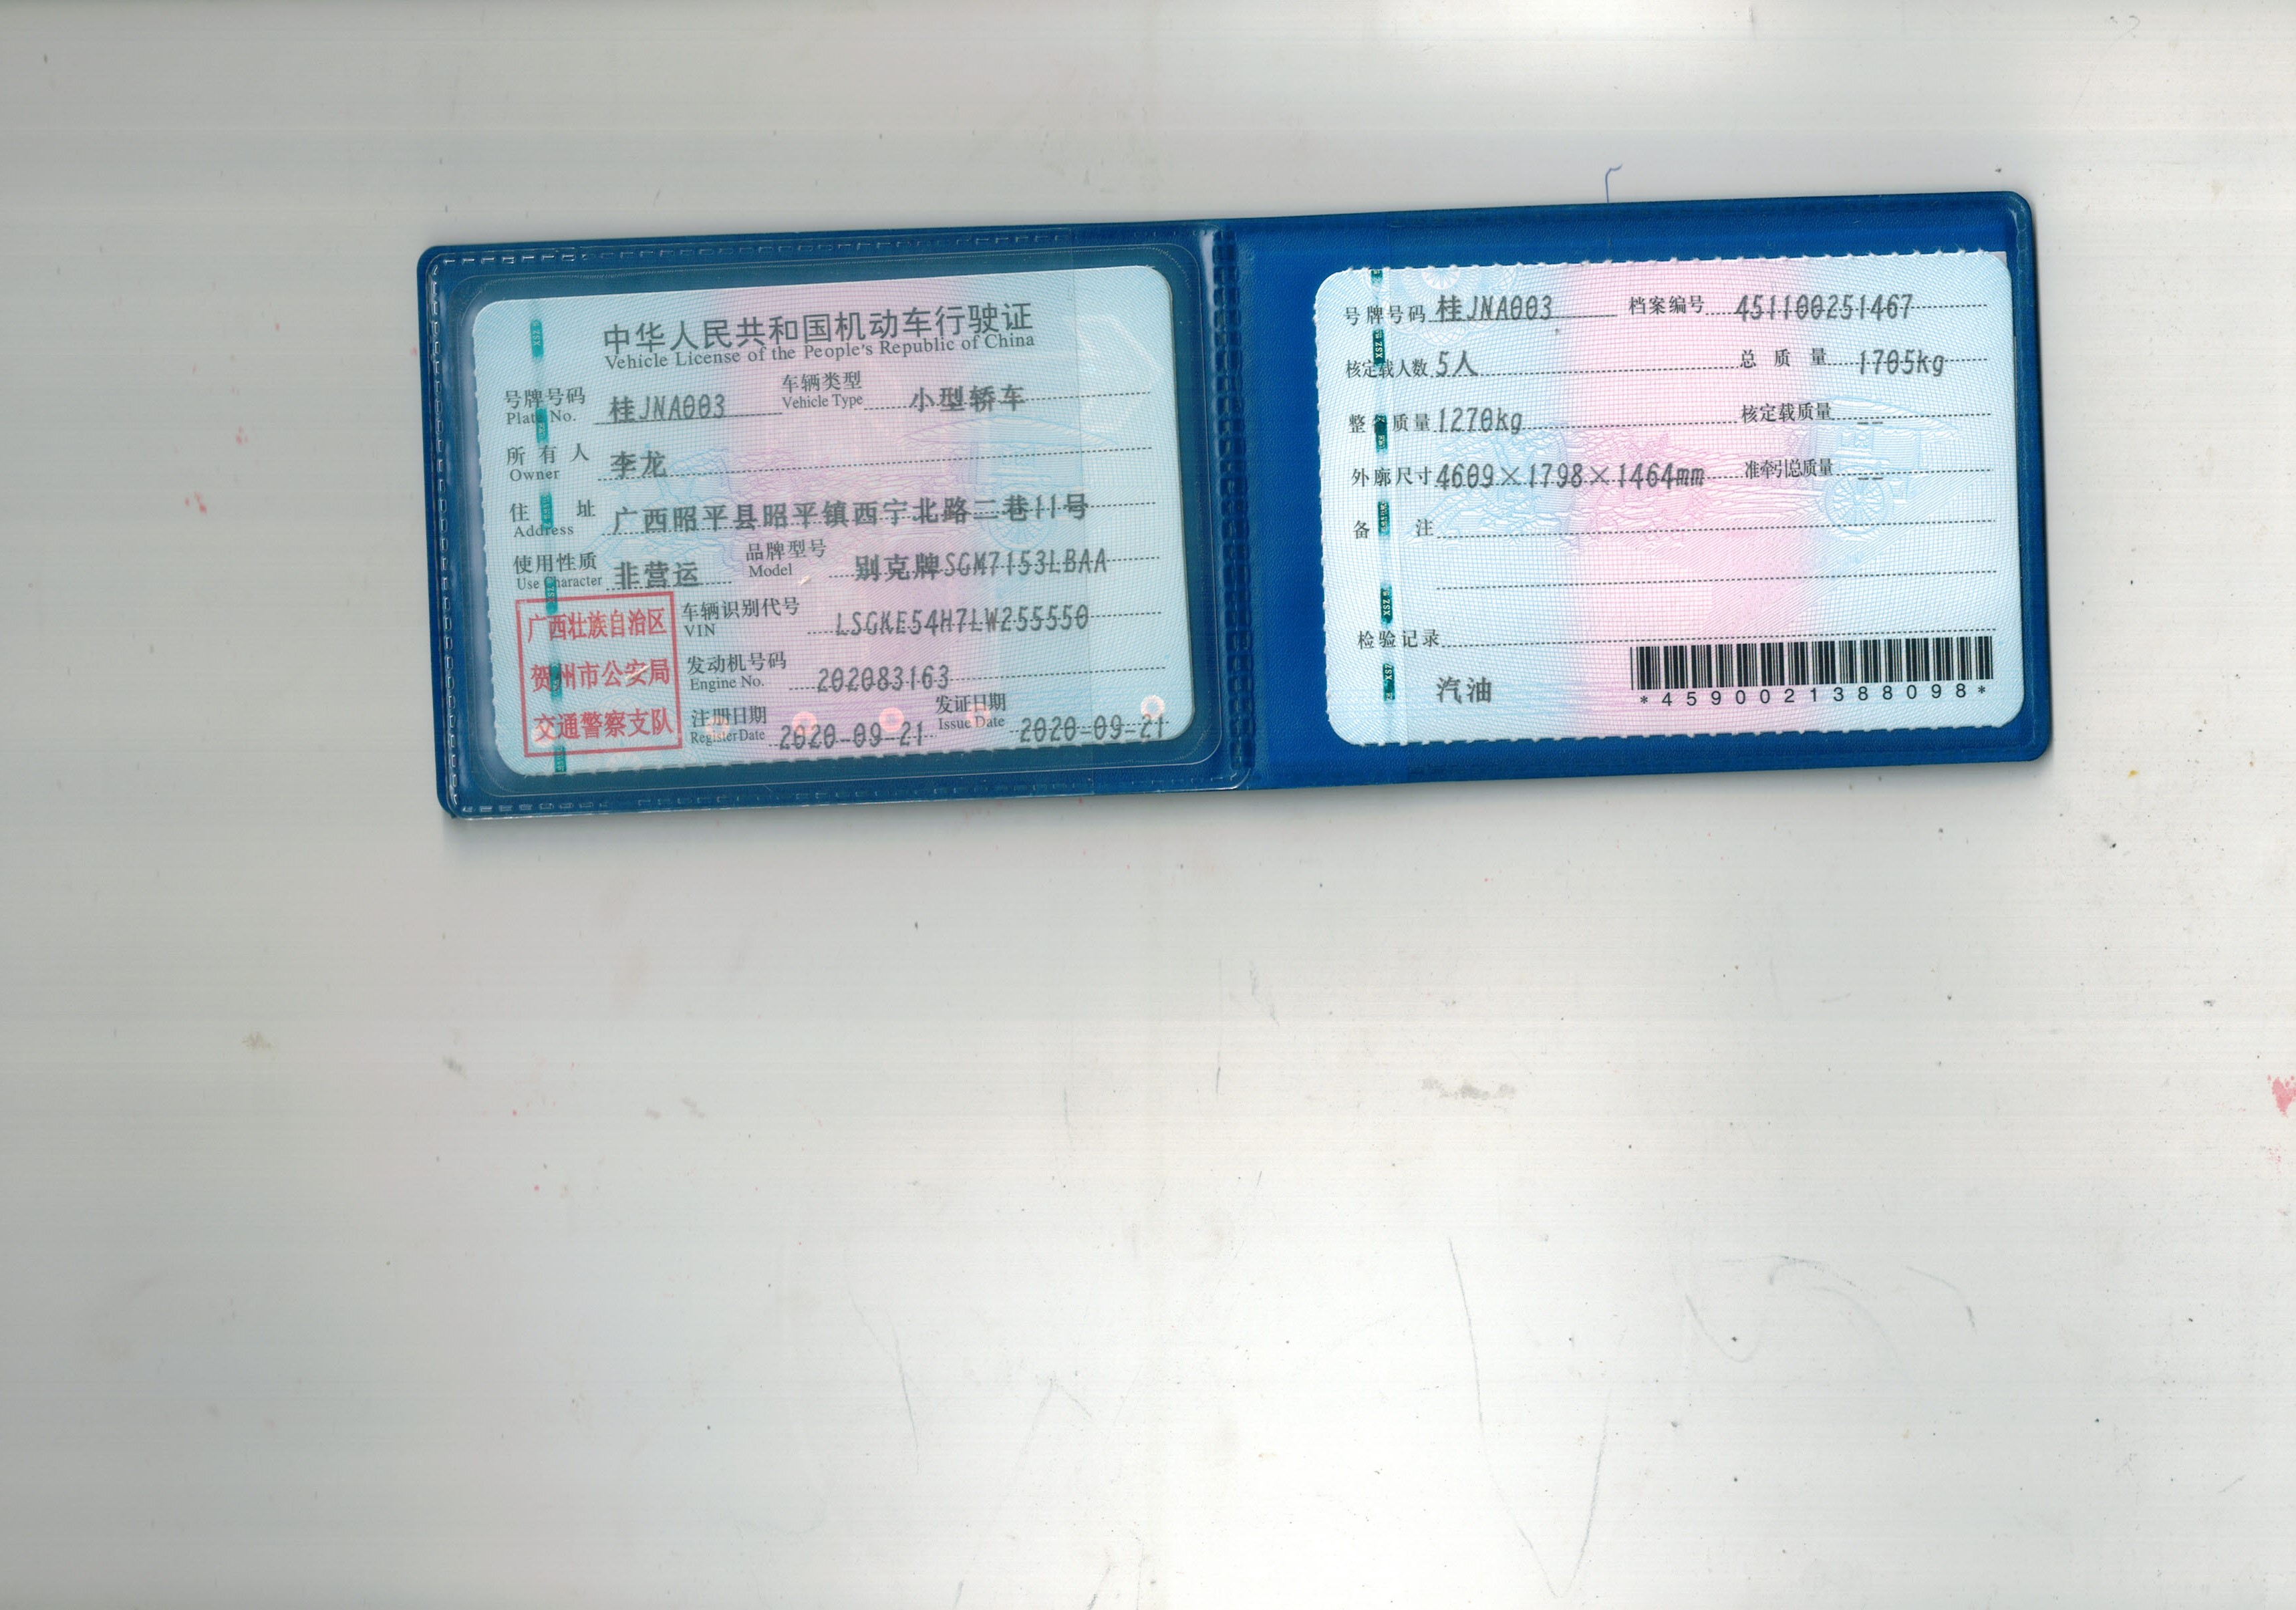 中华人民共和国机动车行驶证
Vehicle License of the People's Republic of China
号牌号码 桂JNA003 车辆类型 小型轿车
Plate No. Vehicle Type
所有人 李龙
Owner
住址 广西昭平县昭平镇西宁北路二巷11号
Address
使用性质 非营运 品牌型号 别克牌SGM7153LBAA
Use Character Model
广西壮族自治区
贺州市公安局
交通警察支队
车辆识别代号 LSGKE54H7LW255550
VIN
发动机号码 202083163
Engine No.
注册日期 2020-09-21 发证日期 2020-09-21
Register Date Issue Date
号牌号码 桂JNA003 档案编号 451100251467
核定载人数 5人 总质量 1705kg
整备质量 1270kg 核定载质量 --
外廓尺寸 4609×1798×1464mm 准牵引总质量 --
备注
检验记录
汽油
*4590021388098*